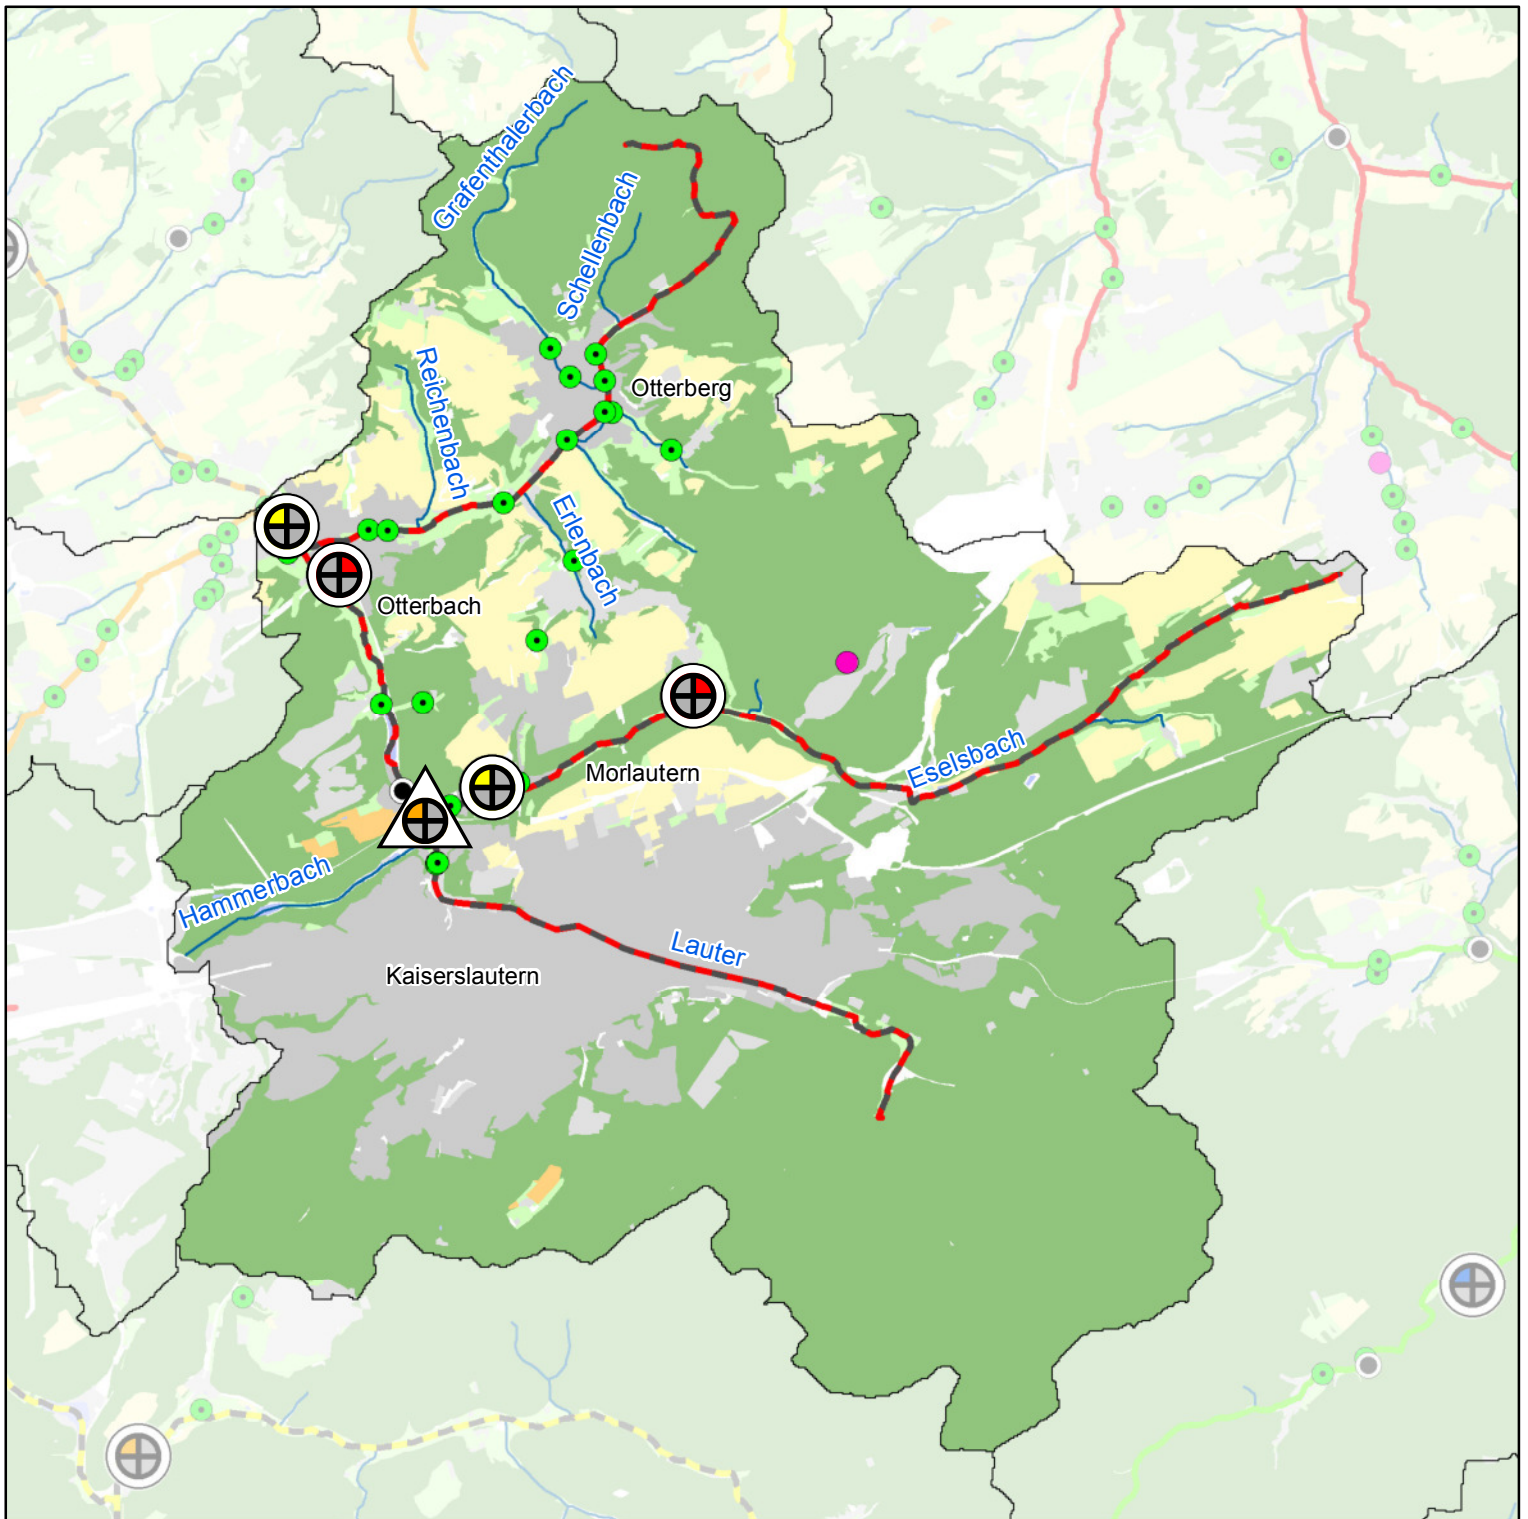 Grafenthalerbach
Schellenbach
Reichenbach
Otterberg
Erlenbach
Otterbach
Eselsbach
Morlautern
Hammerbach
Lauter
Kaiserslautern